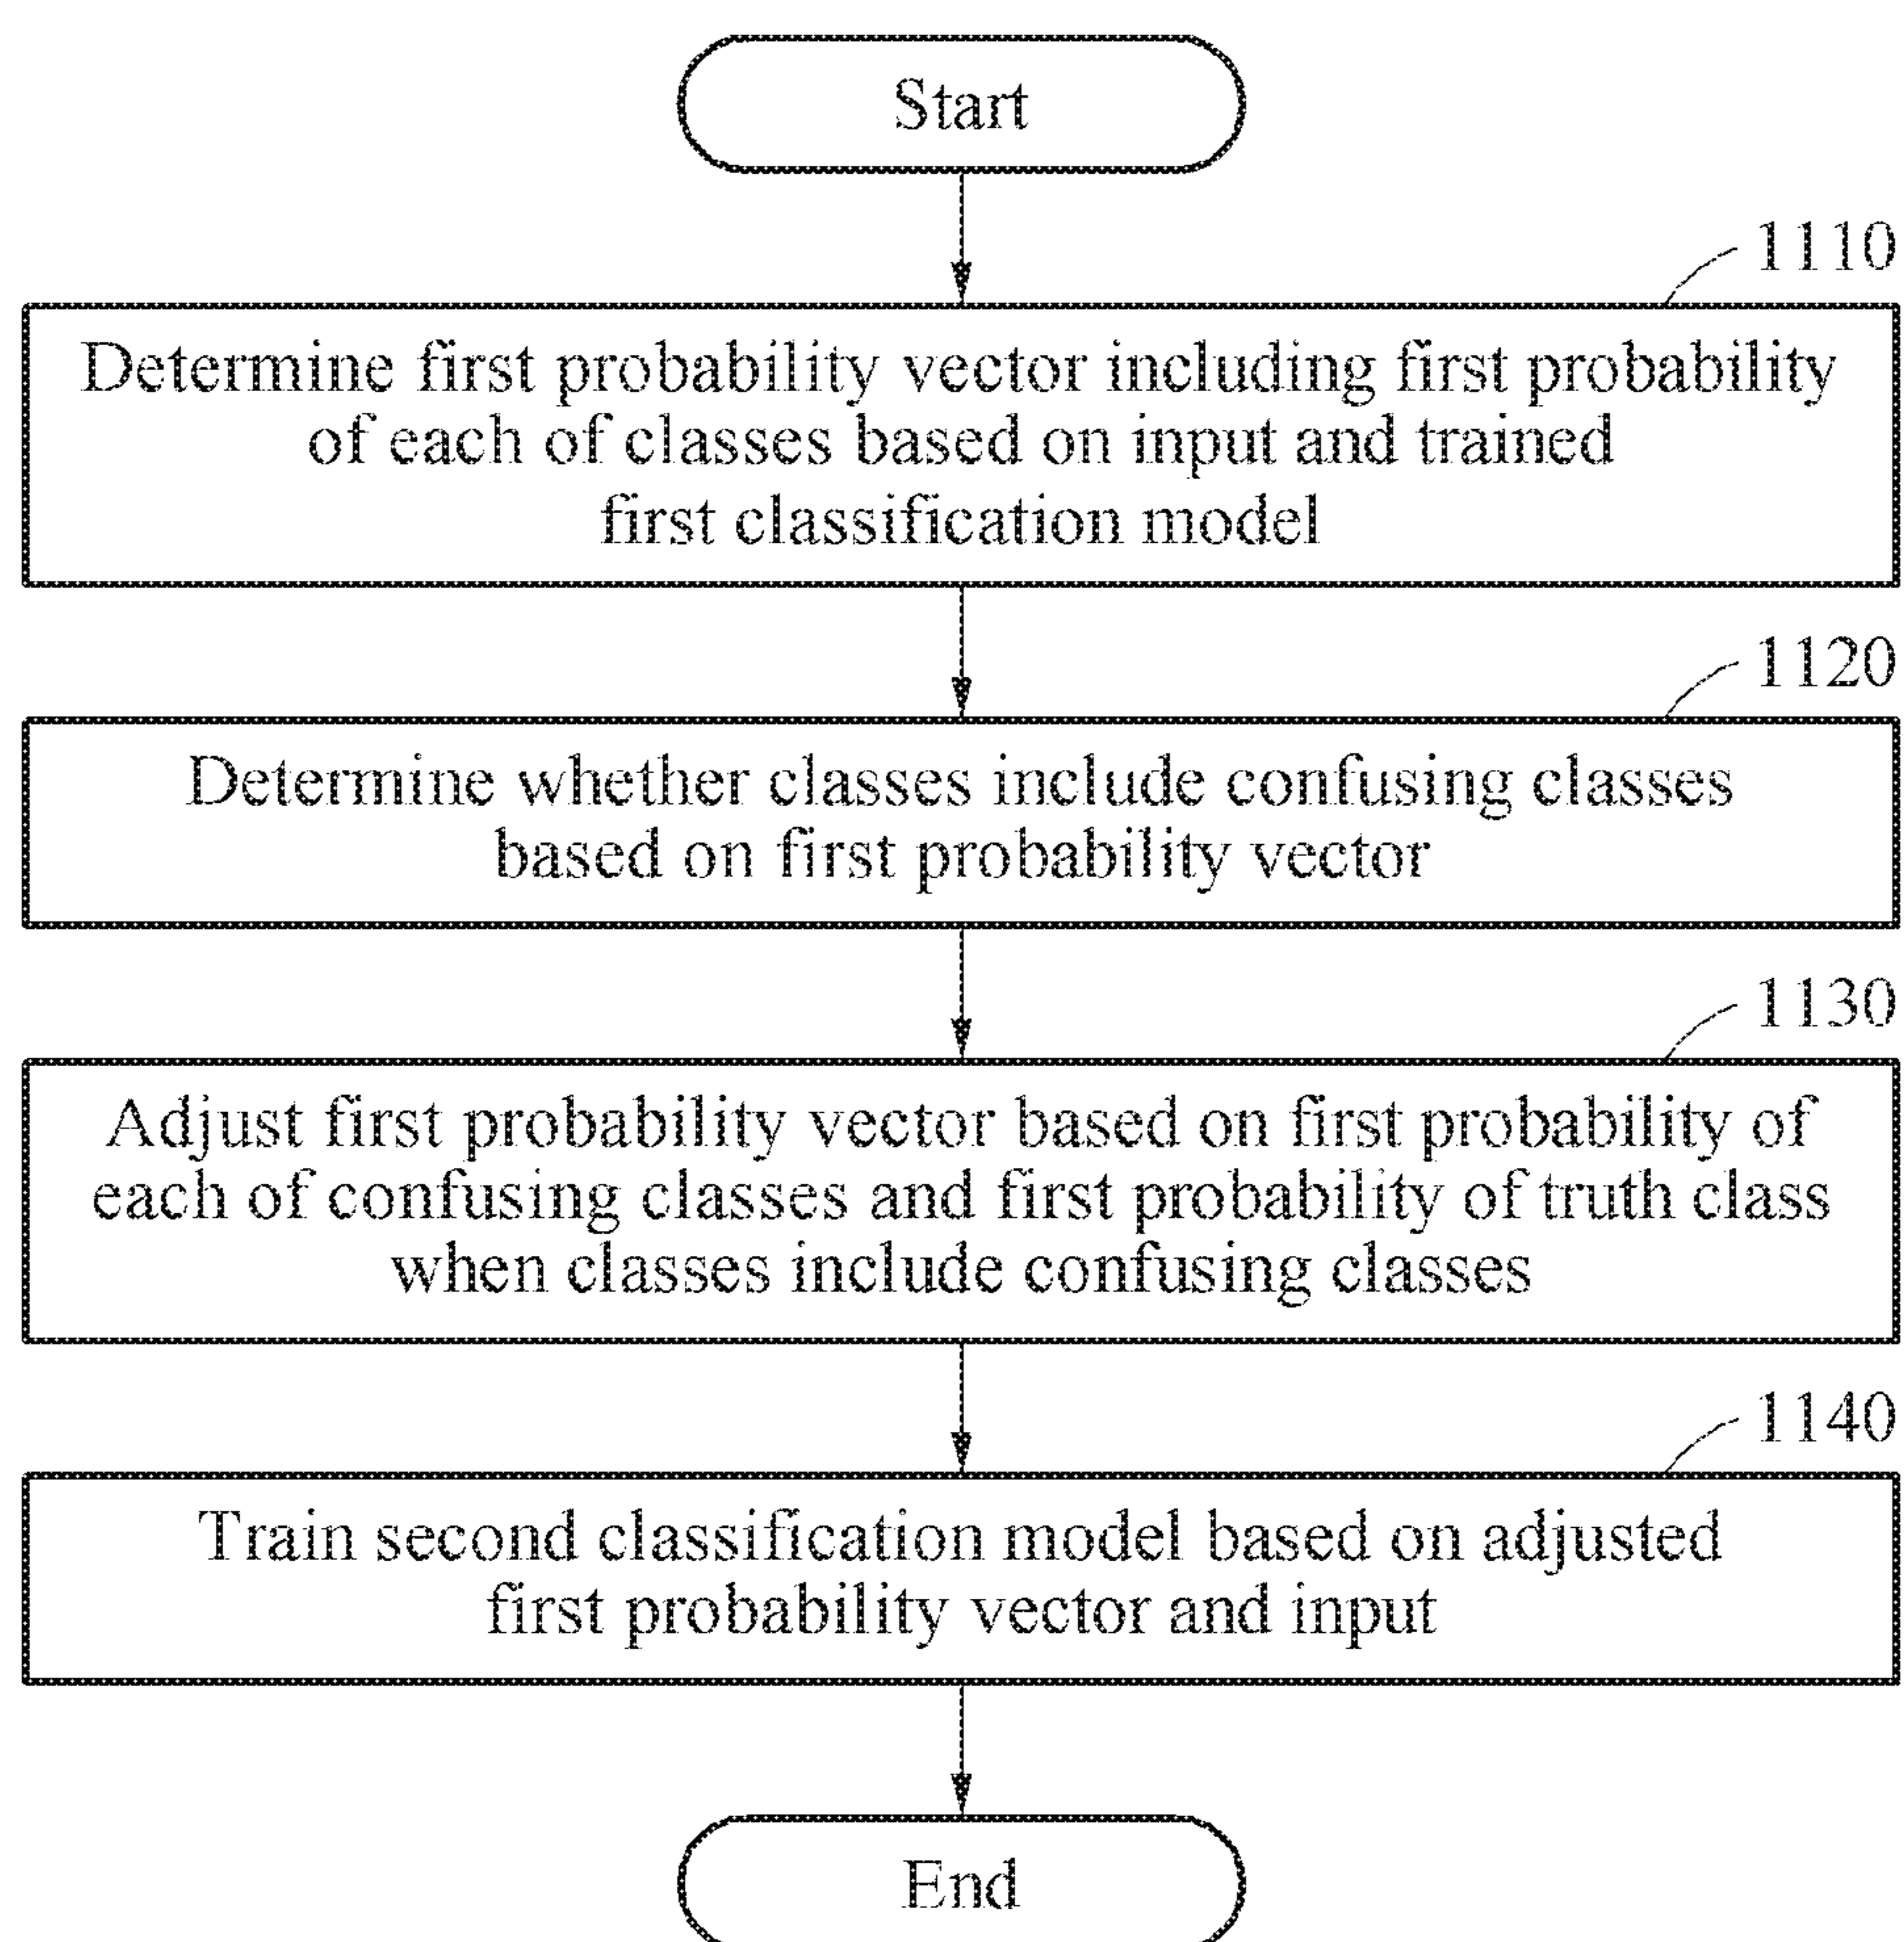 Start
1110
Determine first probability vector including first probability
of each of classes based on input and trained
first classification model
1120
Determine whether classes include confusing classes
based on first probability vector
1130
Adjust first probability vector based on first probability of
each of confusing classes and first probability of truth class
when classes include confusing classes
1140
Train second classification model based on adjusted
first probability vector and input
End